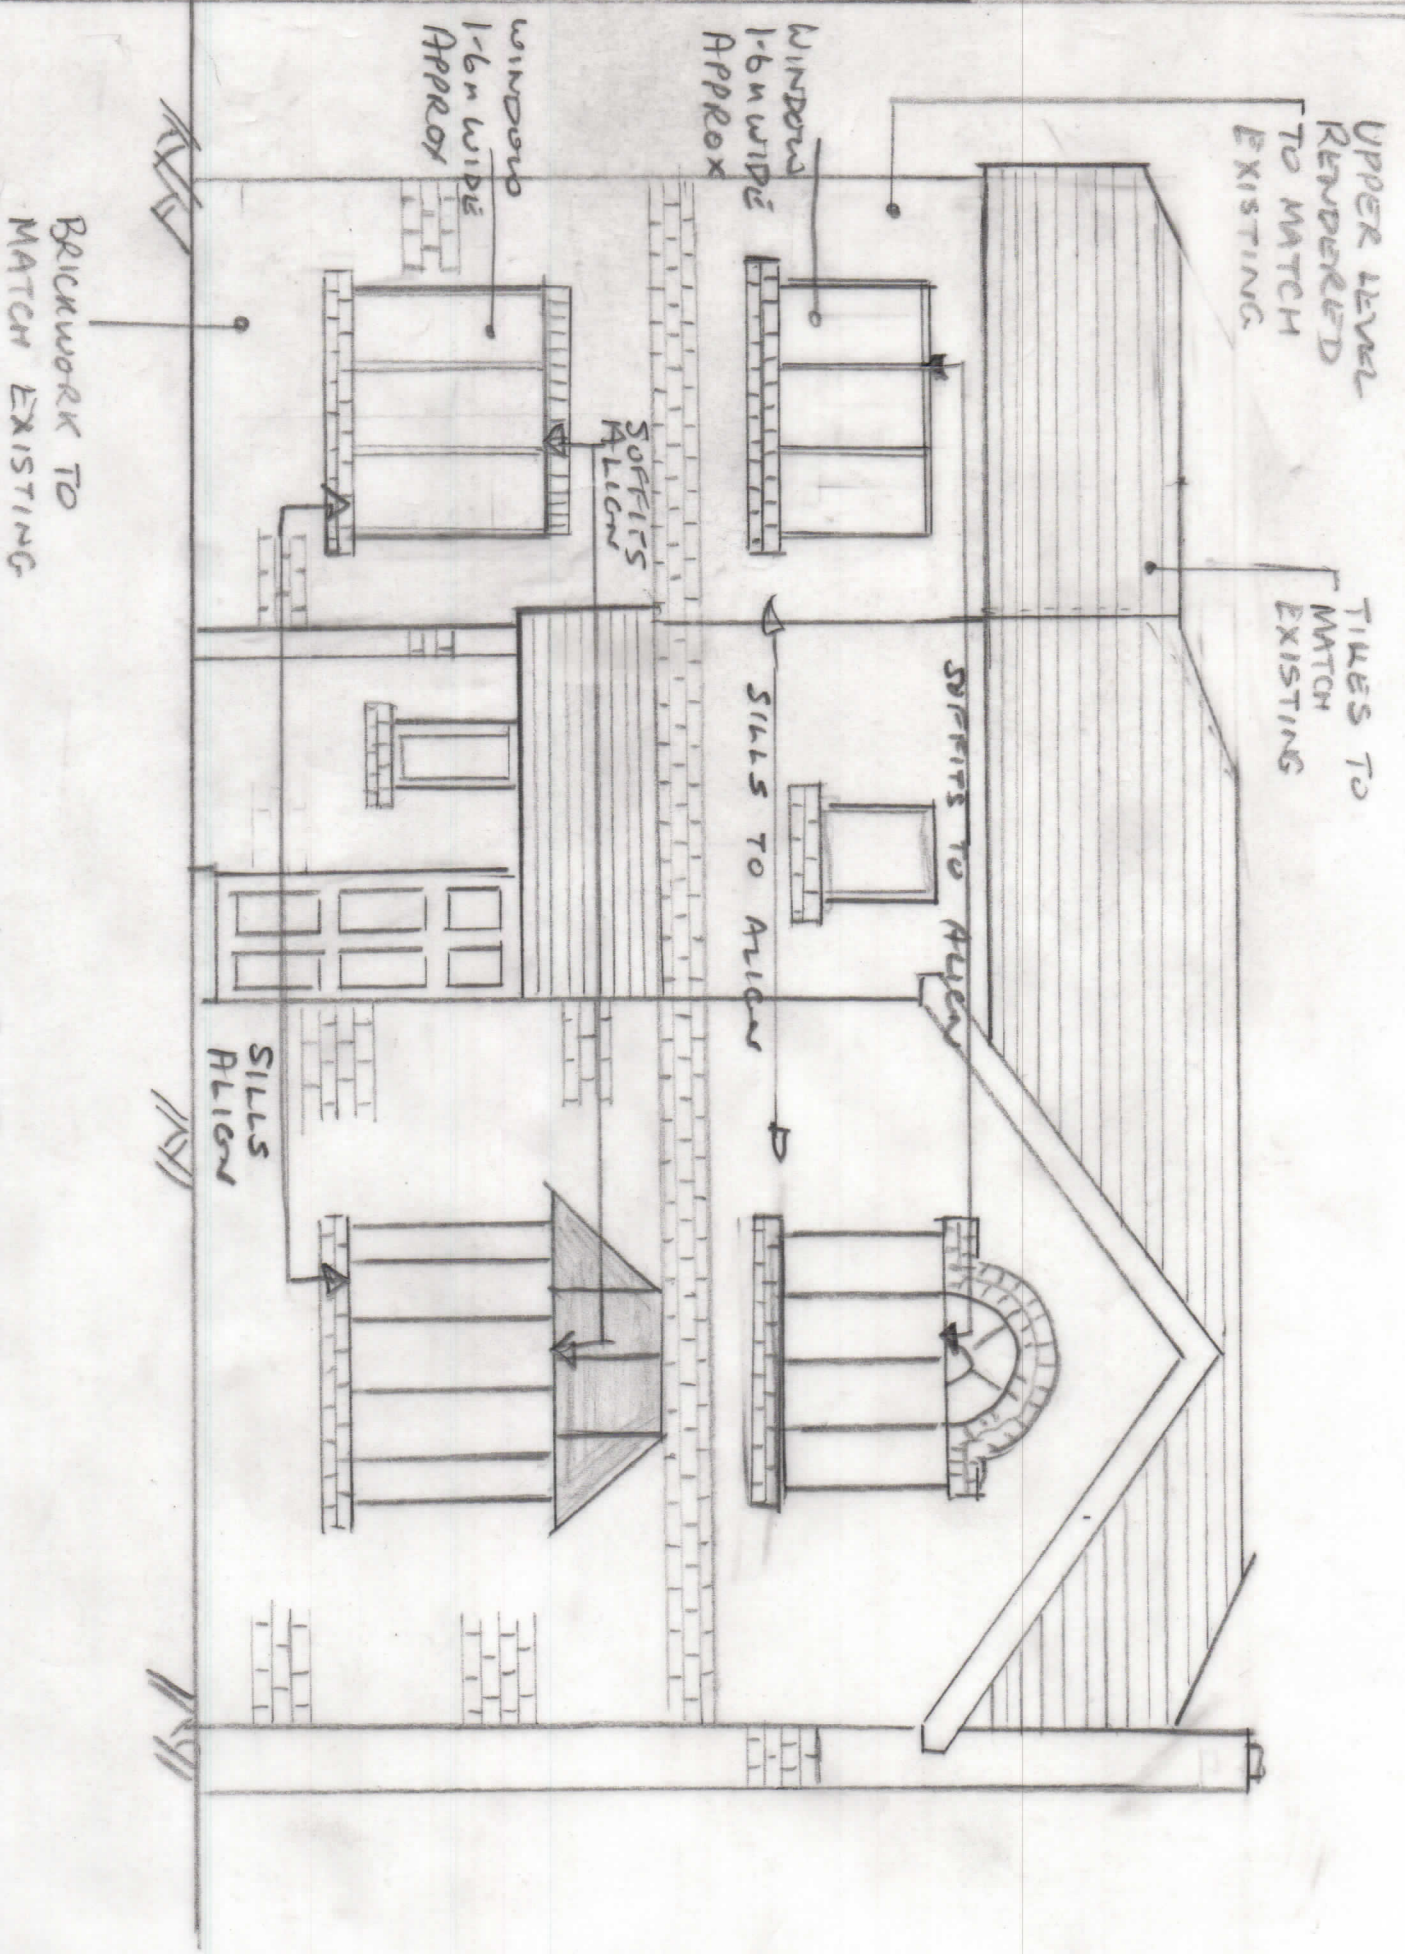 UPPER LEVEL
RENDERED
TO MATCH
EXISTING
TILES TO
MATCH
EXISTING
WINDOW
1-6m WIDE
APPROX
SOFFITS TO ALIGN
SILLS TO ALIGN
WINDOW
1-6m WIDE
APPROX
SOFFITS
ALIGN
SILLS
ALIGN
BRICKWORK TO
MATCH EXISTING